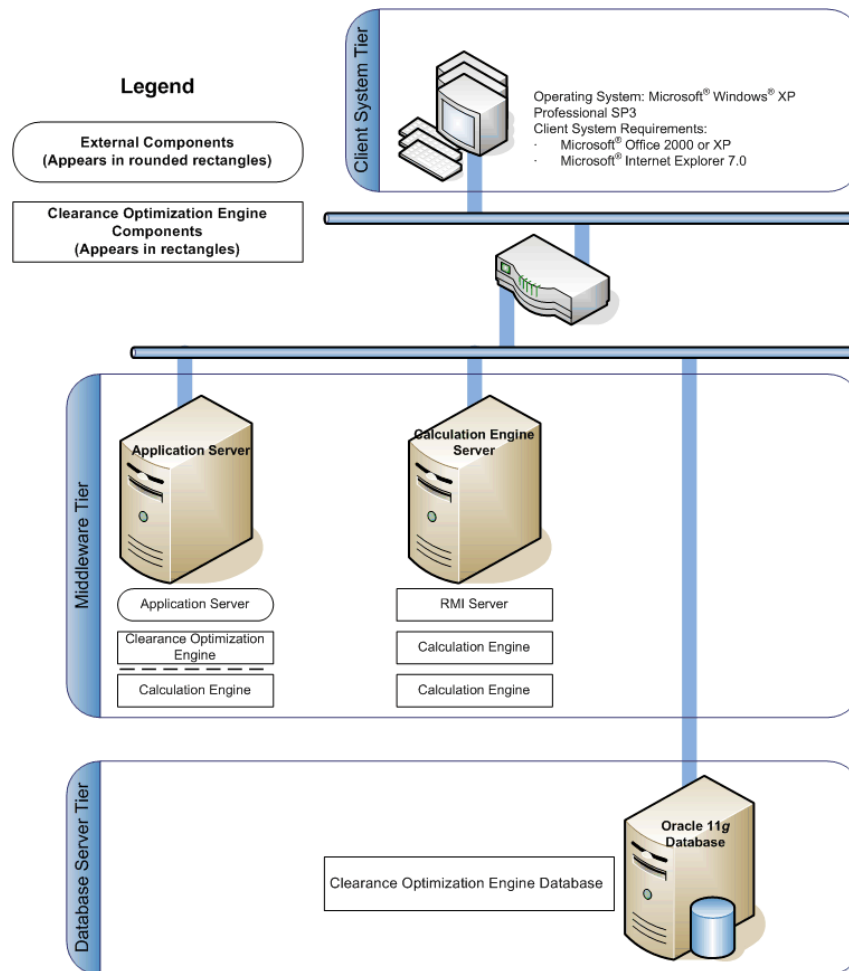 Legend
External Components
(Appears in rounded rectangles)
Clearance Optimization Engine
Components
(Appears in rectangles)
Client System Tier
Operating System: Microsoft® Windows® XP
Professional SP3
Client System Requirements:
· Microsoft® Office 2000 or XP
· Microsoft® Internet Explorer 7.0
Middleware Tier
Application Server
Calculation Engine
Server
Application Server
Clearance Optimization
Engine
Calculation Engine
RMI Server
Calculation Engine
Calculation Engine
Database Server Tier
Oracle 11g
Database
Clearance Optimization Engine Database